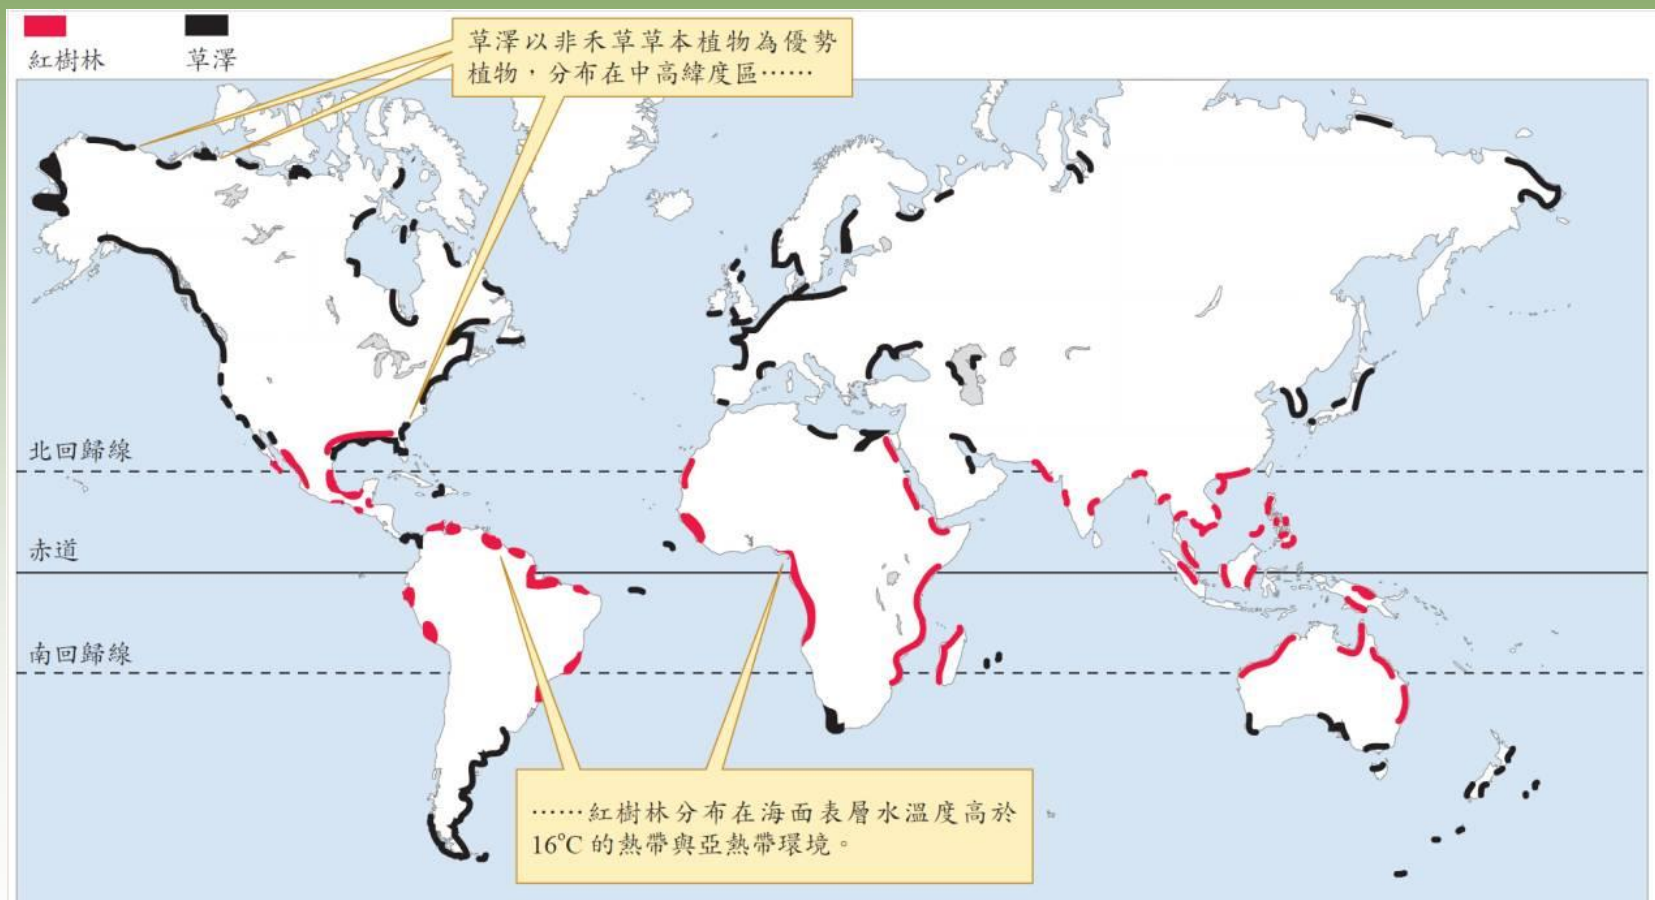 紅樹林
草澤
草澤以非禾草草本植物為優勢
植物，分布在中高緯度區……
北回歸線
赤道
南回歸線
……紅樹林分布在海面表層水溫度高於
16°C 的熱帶與亞熱帶環境。